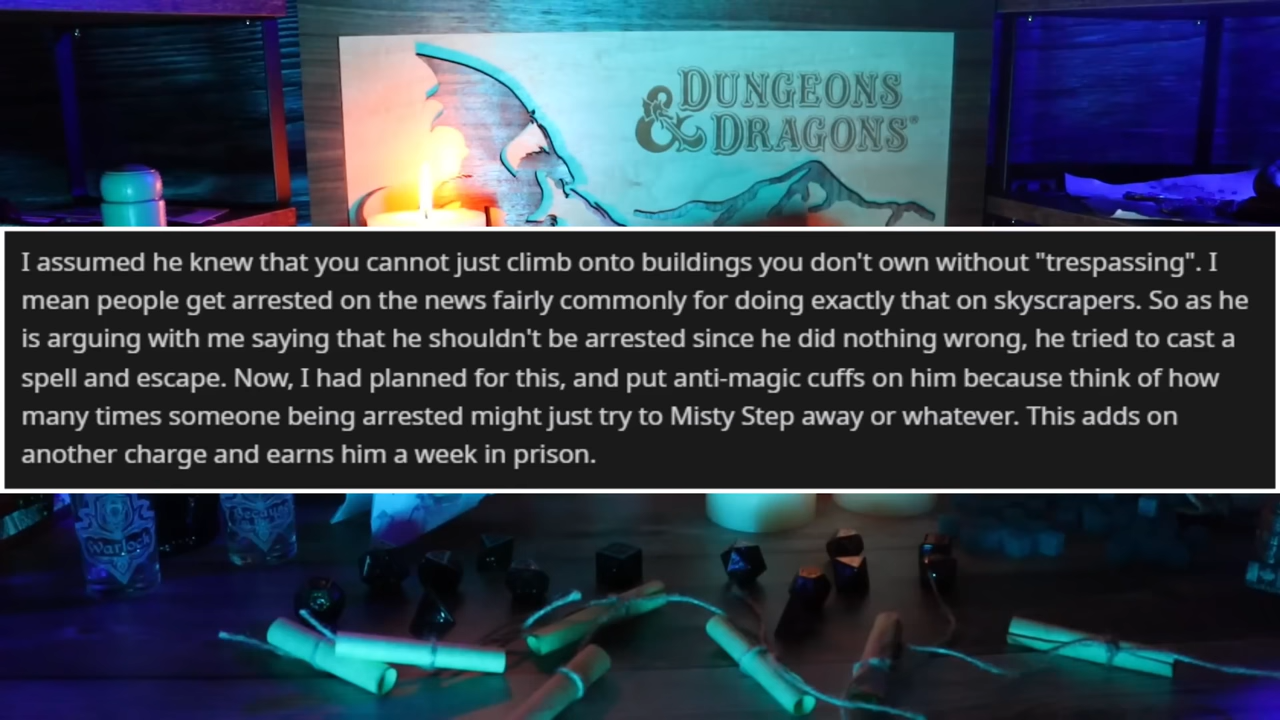 DUNGEONS
& DRAGONS®
I assumed he knew that you cannot just climb onto buildings you don't own without "trespassing". I
mean people get arrested on the news fairly commonly for doing exactly that on skyscrapers. So as he
is arguing with me saying that he shouldn't be arrested since he did nothing wrong, he tried to cast a
spell and escape. Now, I had planned for this, and put anti-magic cuffs on him because think of how
many times someone being arrested might just try to Misty Step away or whatever. This adds on
another charge and earns him a week in prison.
Warlock